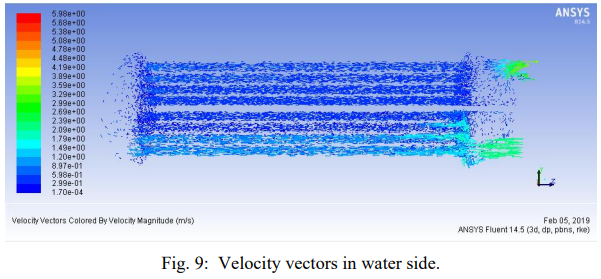 ANSYS
R14.5
5.98e+00
5.68e+00
5.38e+00
5.08e+00
4.78e+00
4.48e+00
4.19e+00
3.89e+00
3.59e+00
3.29e+00
2.99e+00
2.69e+00
2.39e+00
2.09e+00
1.79e+00
1.49e+00
1.20e+00
8.97e-01
5.98e-01
2.99e-01
1.70e-04
Z
Velocity Vectors Colored By Velocity Magnitude (m/s)
Feb 05, 2019
ANSYS Fluent 14.5 (3d, dp, pbns, rke)
Fig. 9: Velocity vectors in water side.